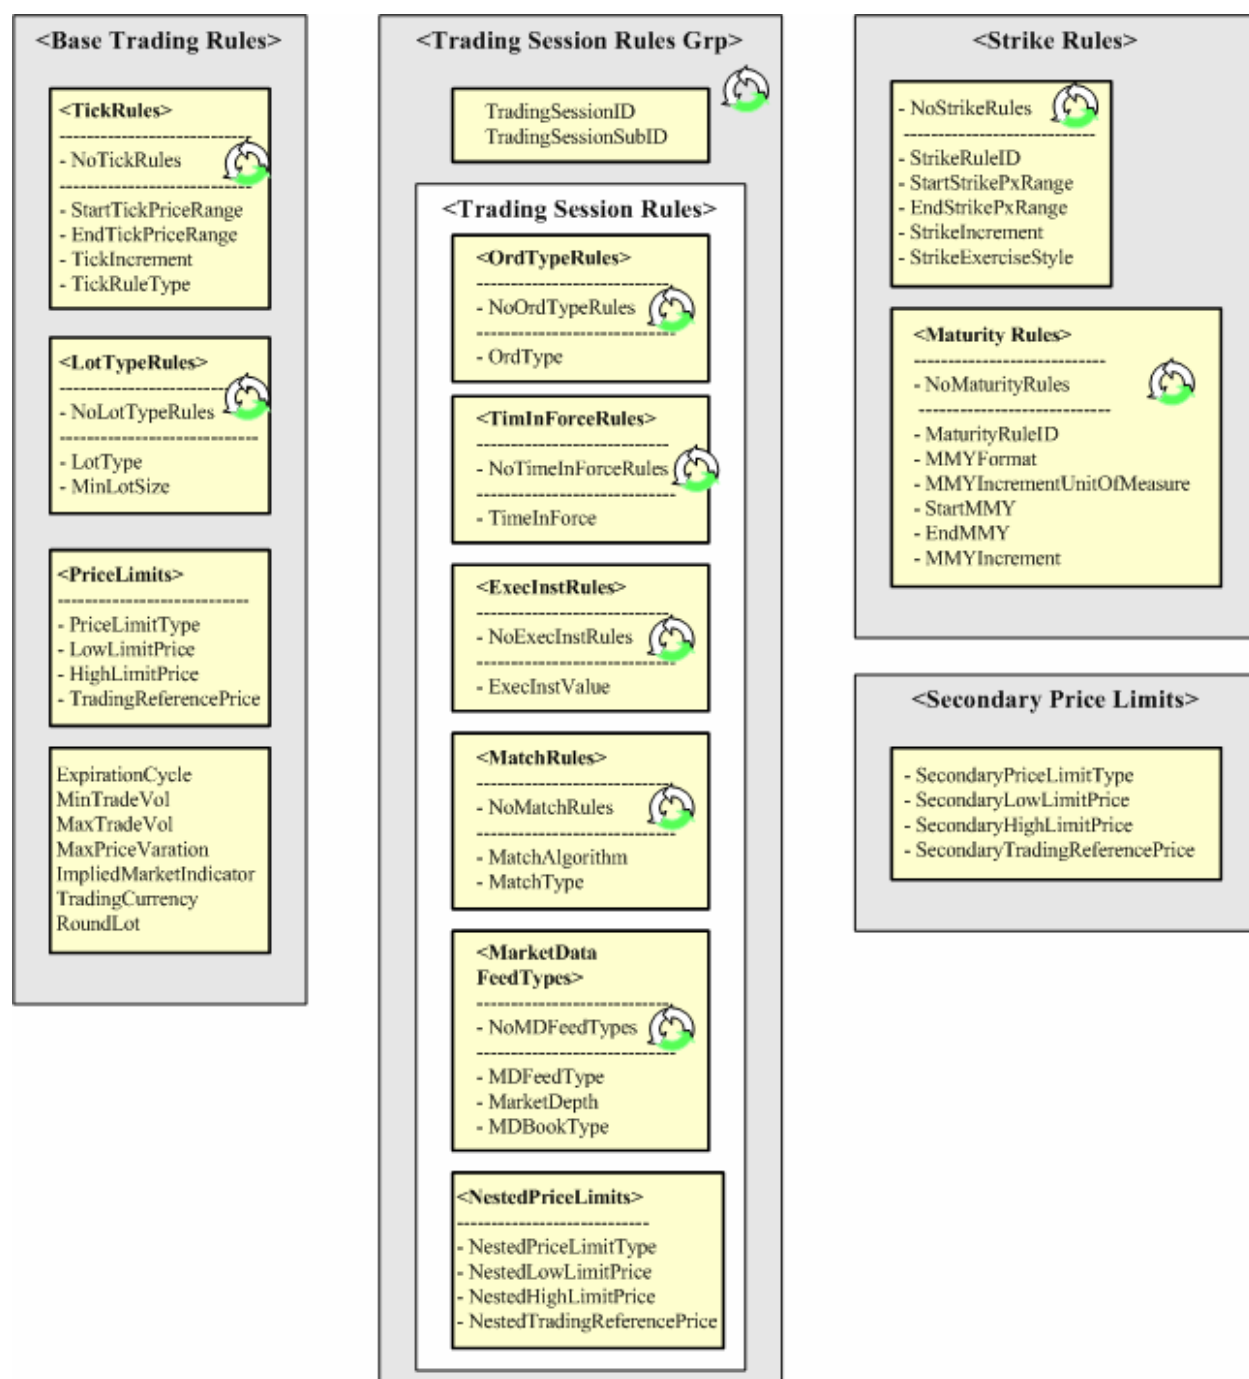 <Base Trading Rules>
<TickRules>
----------------------------
- NoTickRules
----------------------------
- StartTickPriceRange
- EndTickPriceRange
- TickIncrement
- TickRuleType
<LotTypeRules>
----------------------------
- NoLotTypeRules
-----------------------------
- LotType
- MinLotSize
<PriceLimits>
----------------------------
- PriceLimitType
- LowLimitPrice
- HighLimitPrice
- TradingReferencePrice
ExpirationCycle
MinTradeVol
MaxTradeVol
MaxPriceVaration
ImpliedMarketIndicator
TradingCurrency
RoundLot
<Trading Session Rules Grp>
TradingSessionID
TradingSessionSubID
<Trading Session Rules>
<OrdTypeRules>
----------------------------
- NoOrdTypeRules
-----------------------------
- OrdType
<TimInForceRules>
----------------------------
- NoTimeInForceRules
-----------------------------
- TimeInForce
<ExecInstRules>
----------------------------
- NoExecInstRules
-----------------------------
- ExecInstValue
<MatchRules>
----------------------------
- NoMatchRules
-----------------------------
- MatchAlgorithm
- MatchType
<MarketData
FeedTypes>
----------------------------
- NoMDFeedTypes
-----------------------------
- MDFeedType
- MarketDepth
- MDBookType
<NestedPriceLimits>
----------------------------
- NestedPriceLimitType
- NestedLowLimitPrice
- NestedHighLimitPrice
- NestedTradingReferencePrice
<Strike Rules>
- NoStrikeRules
----------------------------
- StrikeRuleID
- StartStrikePxRange
- EndStrikePxRange
- StrikeIncrement
- StrikeExerciseStyle
<Maturity Rules>
----------------------------
- NoMaturityRules
----------------------------
- MaturityRuleID
- MMYFormat
- MMYIncrementUnitOfMeasure
- StartMMY
- EndMMY
- MMYIncrement
<Secondary Price Limits>
- SecondaryPriceLimitType
- SecondaryLowLimitPrice
- SecondaryHighLimitPrice
- SecondaryTradingReferencePrice